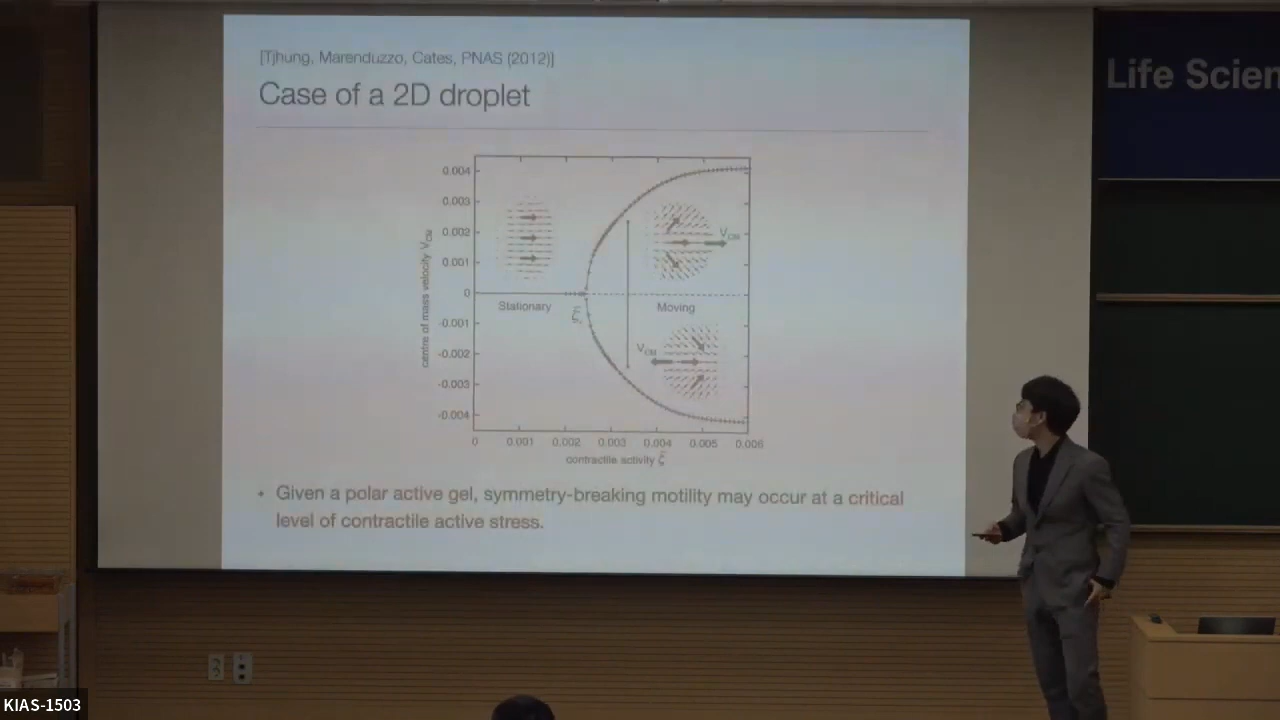 [Tjhung, Marenduzzo, Cates, PNAS (2012)]
Case of a 2D droplet
Life Scien
0.004
0.003
0.002
0.001
0
-0.001
-0.002
-0.003
-0.004
centre of mass velocity V_CM
V_CM
Stationary
Moving
V_CM
0 0.001 0.002 0.003 0.004 0.005 0.006
contractile activity ζ̃
• Given a polar active gel, symmetry-breaking motility may occur at a critical
level of contractile active stress.
KIAS-1503